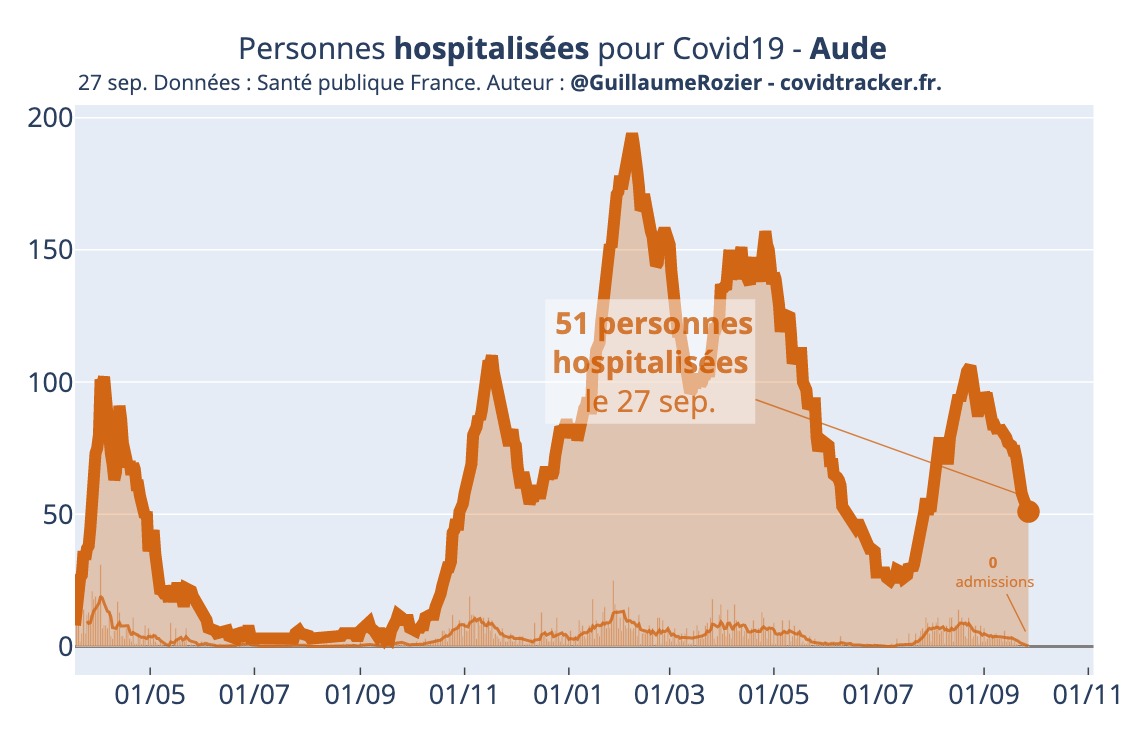 Personnes hospitalisées pour Covid19 - Aude
27 sep. Données : Santé publique France. Auteur : @GuillaumeRozier - covidtracker.fr.
200
150
100
50
0
51 personnes
hospitalisées
le 27 sep.
0
admissions
01/05
01/07
01/09
01/11
01/01
01/03
01/05
01/07
01/09
01/11